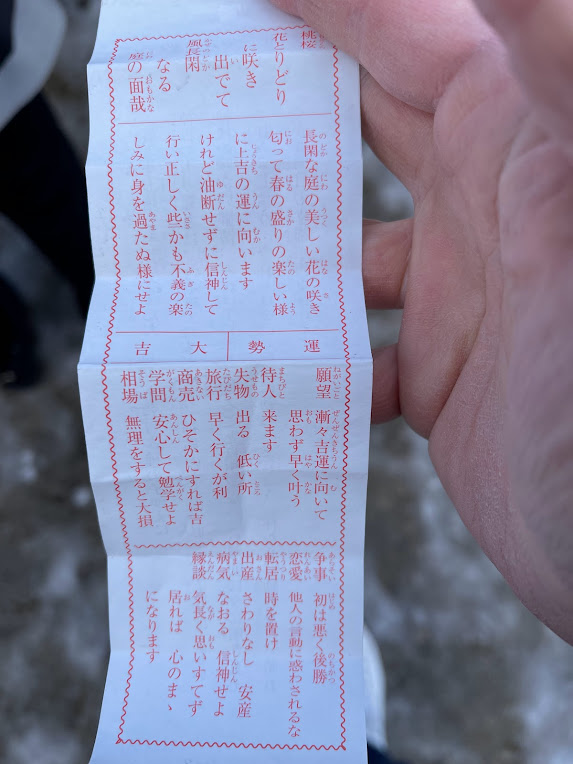 桃桜
花とりどり
に咲き
出でて
風長閑
なる
庭の面哉
長閑な庭の美しい花の咲き
匂って春の盛りの楽しい様
に上吉の運に向います
けれど油断せずに信神して
行い正しく些かも不義の楽
しみに身を過たぬ様にせよ
運勢 大吉
願望 漸々吉運に向いて
思わず早く叶う
待人 来ます
失物 出る 低い所
旅行 早く行くが利
商売 ひそかにすれば吉
学問 安心して勉学せよ
相場 無理をすると大損
争事 初は悪く後勝
恋愛 他人の言動に惑わされるな
転居 時を置け
出産 さわりなし 安産
病気 なおる 信神せよ
縁談 気長く思いすてず
居れば 心のまゝ
になります